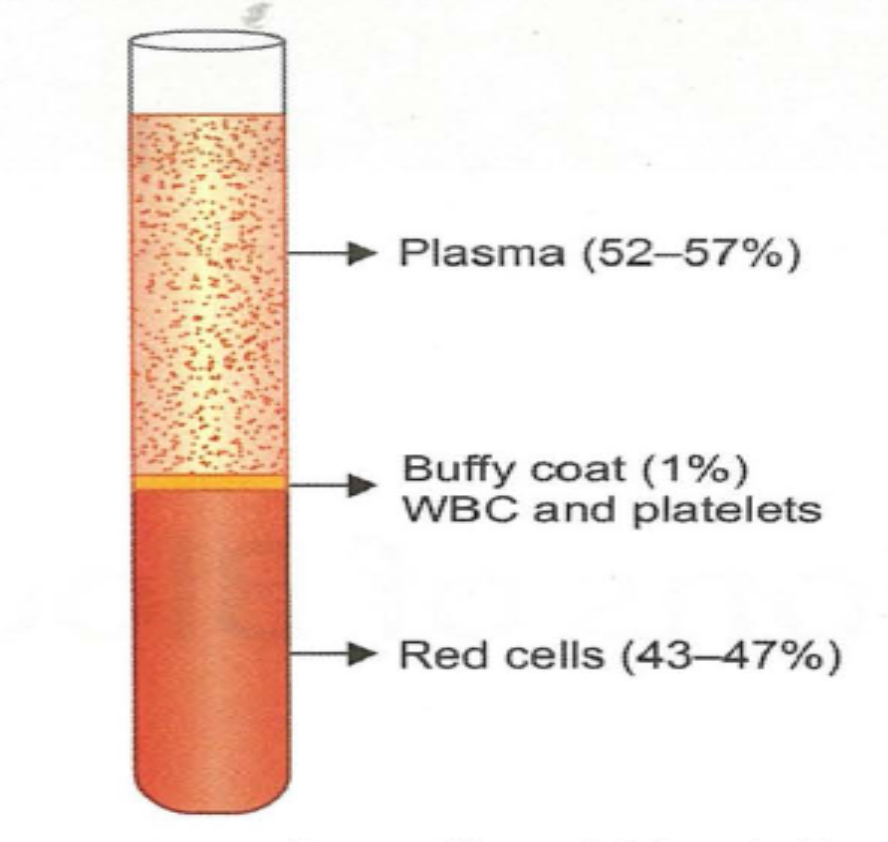 Plasma (52–57%)
Buffy coat (1%)
WBC and platelets
Red cells (43–47%)